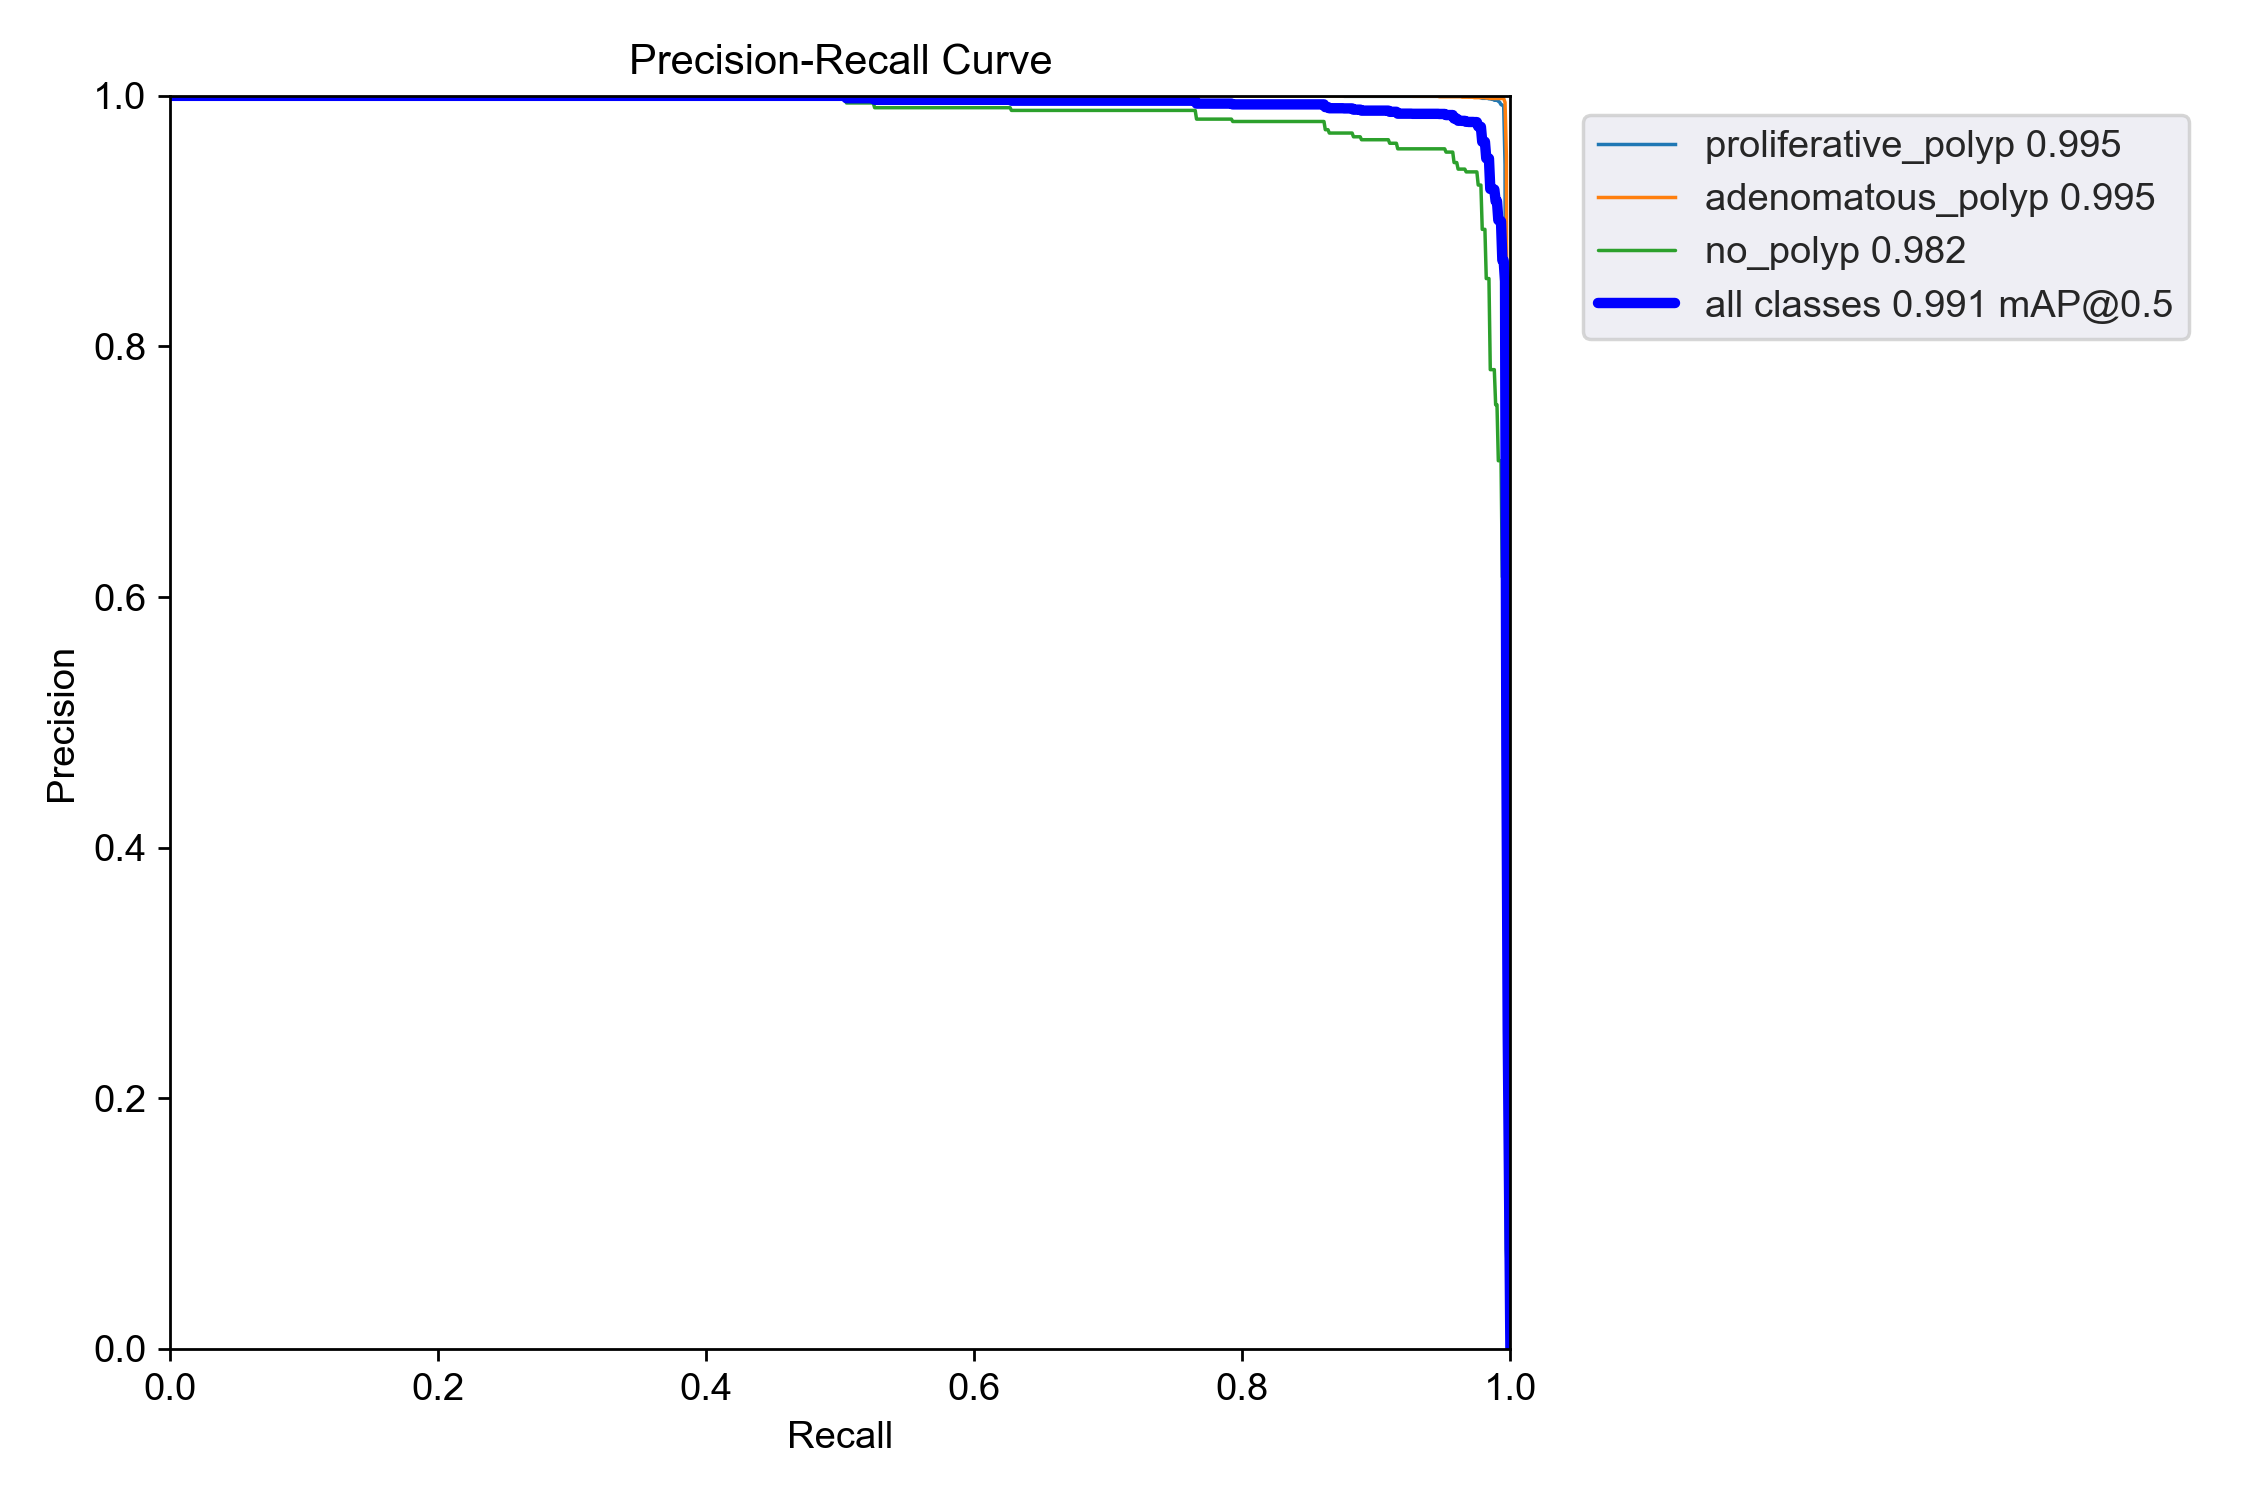 Precision-Recall Curve
1.0
0.8
0.6
0.4
0.2
0.0
Precision
0.0 0.2 0.4 0.6 0.8 1.0
Recall
proliferative_polyp 0.995
adenomatous_polyp 0.995
no_polyp 0.982
all classes 0.991 mAP@0.5